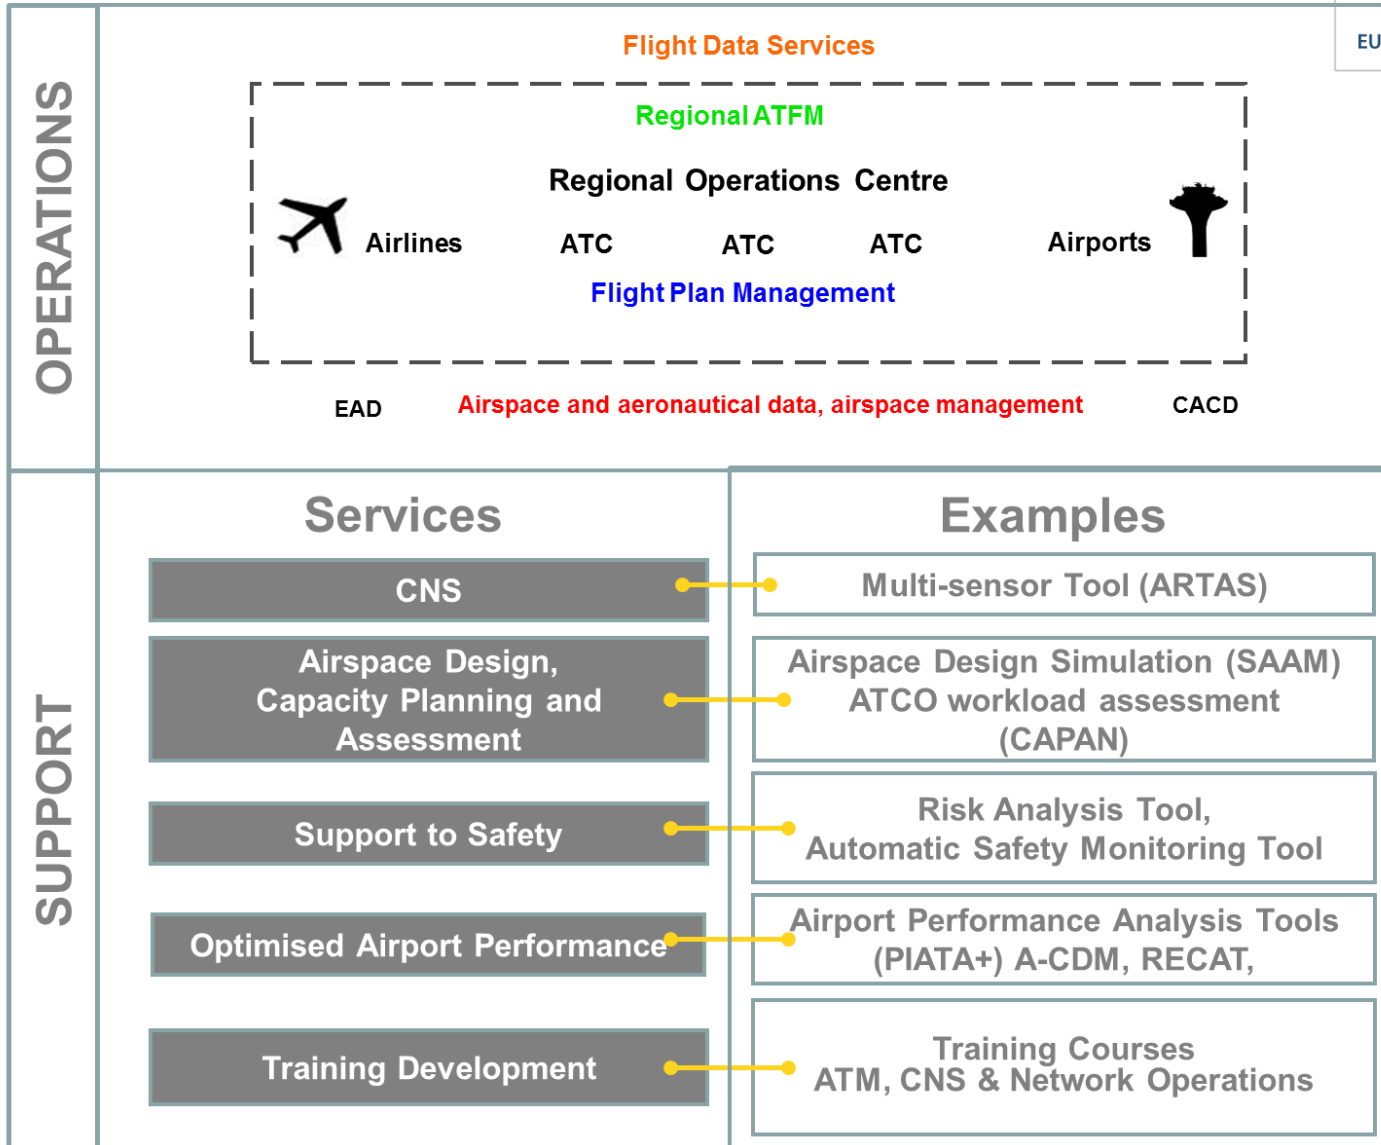 EU
OPERATIONS
Flight Data Services
Regional ATFM
Regional Operations Centre
Airlines
ATC
ATC
ATC
Airports
Flight Plan Management
EAD
Airspace and aeronautical data, airspace management
CACD
SUPPORT
Services
Examples
CNS
Multi-sensor Tool (ARTAS)
Airspace Design,
Capacity Planning and
Assessment
Airspace Design Simulation (SAAM)
ATCO workload assessment
(CAPAN)
Support to Safety
Risk Analysis Tool,
Automatic Safety Monitoring Tool
Optimised Airport Performance
Airport Performance Analysis Tools
(PIATA+) A-CDM, RECAT,
Training Development
Training Courses
ATM, CNS & Network Operations